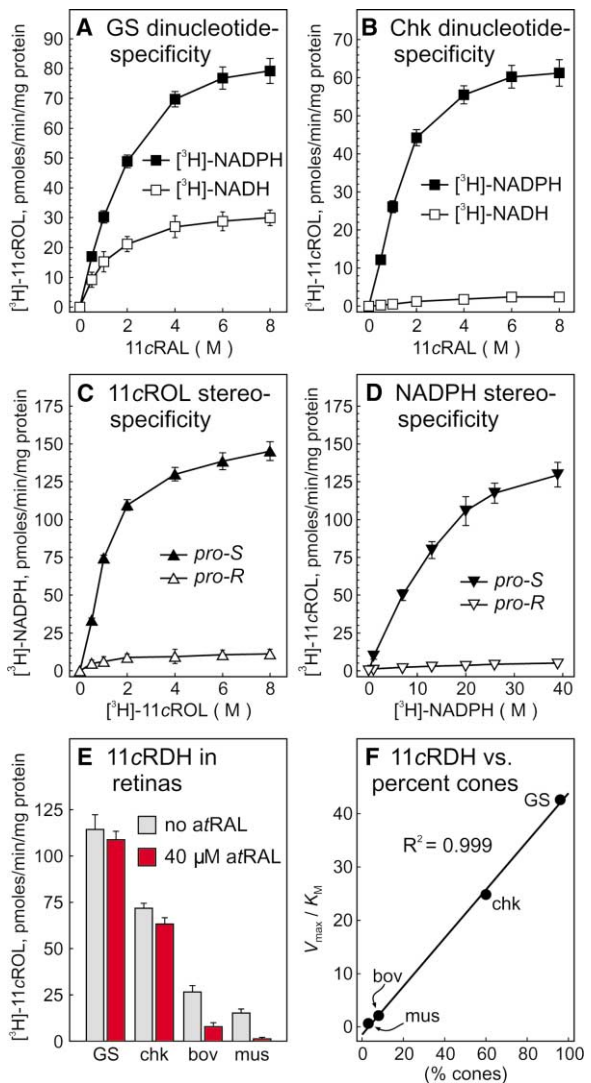 A GS dinucleotide-
specificity
[³H]-11cROL, pmoles/min/mg protein
90
80
70
60
50
40
30
20
10
0
[³H]-NADPH
[³H]-NADH
0 2 4 6 8
11cRAL ( M )
B Chk dinucleotide-
specificity
[³H]-11cROL, pmoles/min/mg protein
70
60
50
40
30
20
10
0
[³H]-NADPH
[³H]-NADH
0 2 4 6 8
11cRAL ( M )
C 11cROL stereo-
specificity
[³H]-NADPH, pmoles/min/mg protein
175
150
125
100
75
50
25
0
pro-S
pro-R
0 2 4 6 8
[³H]-11cROL ( M )
D NADPH stereo-
specificity
[³H]-11cROL, pmoles/min/mg protein
175
150
125
100
75
50
25
0
pro-S
pro-R
0 10 20 30 40
[³H]-NADPH ( M )
E 11cRDH in
retinas
[³H]-11cROL, pmoles/min/mg protein
125
100
75
50
25
0
no atRAL
40 µM atRAL
GS chk bov mus
F 11cRDH vs.
percent cones
Vmax / KM
40
30
20
10
0
GS
R² = 0.999
chk
bov
mus
0 20 40 60 80 100
(% cones)